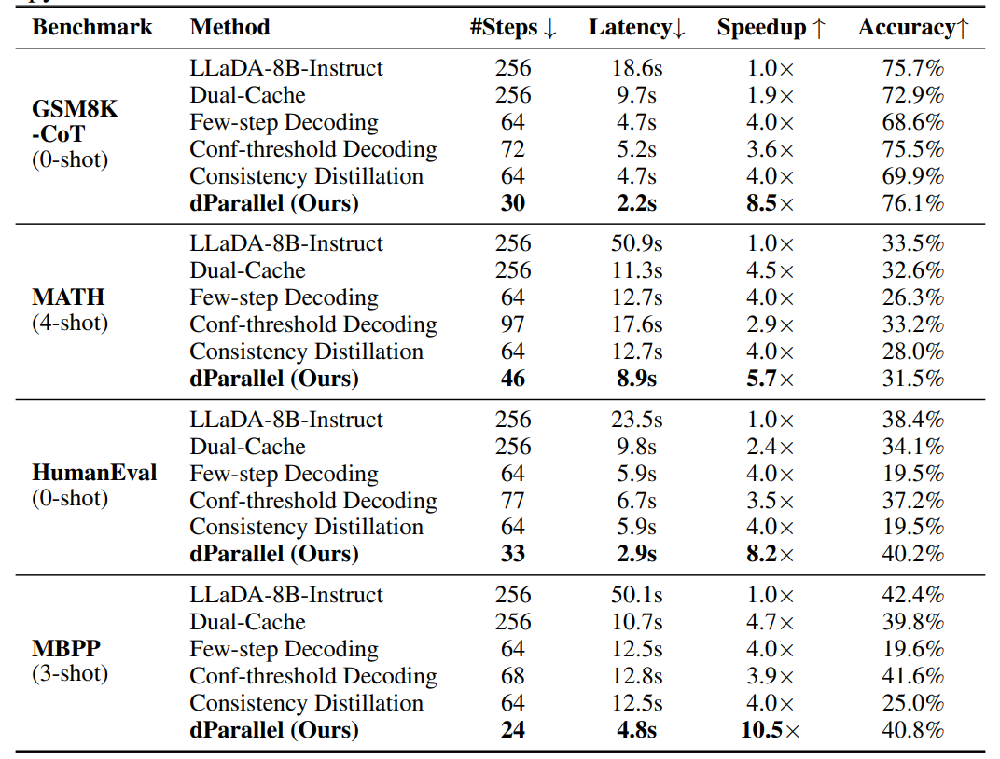 Benchmark Method #Steps ↓ Latency↓ Speedup ↑ Accuracy↑
GSM8K
-CoT
(0-shot)
LLaDA-8B-Instruct 256 18.6s 1.0× 75.7%
Dual-Cache 256 9.7s 1.9× 72.9%
Few-step Decoding 64 4.7s 4.0× 68.6%
Conf-threshold Decoding 72 5.2s 3.6× 75.5%
Consistency Distillation 64 4.7s 4.0× 69.9%
dParallel (Ours) 30 2.2s 8.5× 76.1%
MATH
(4-shot)
LLaDA-8B-Instruct 256 50.9s 1.0× 33.5%
Dual-Cache 256 11.3s 4.5× 32.6%
Few-step Decoding 64 12.7s 4.0× 26.3%
Conf-threshold Decoding 97 17.6s 2.9× 33.2%
Consistency Distillation 64 12.7s 4.0× 28.0%
dParallel (Ours) 46 8.9s 5.7× 31.5%
HumanEval
(0-shot)
LLaDA-8B-Instruct 256 23.5s 1.0× 38.4%
Dual-Cache 256 9.8s 2.4× 34.1%
Few-step Decoding 64 5.9s 4.0× 19.5%
Conf-threshold Decoding 77 6.7s 3.5× 37.2%
Consistency Distillation 64 5.9s 4.0× 19.5%
dParallel (Ours) 33 2.9s 8.2× 40.2%
MBPP
(3-shot)
LLaDA-8B-Instruct 256 50.1s 1.0× 42.4%
Dual-Cache 256 10.7s 4.7× 39.8%
Few-step Decoding 64 12.5s 4.0× 19.6%
Conf-threshold Decoding 68 12.8s 3.9× 41.6%
Consistency Distillation 64 12.5s 4.0× 25.0%
dParallel (Ours) 24 4.8s 10.5× 40.8%